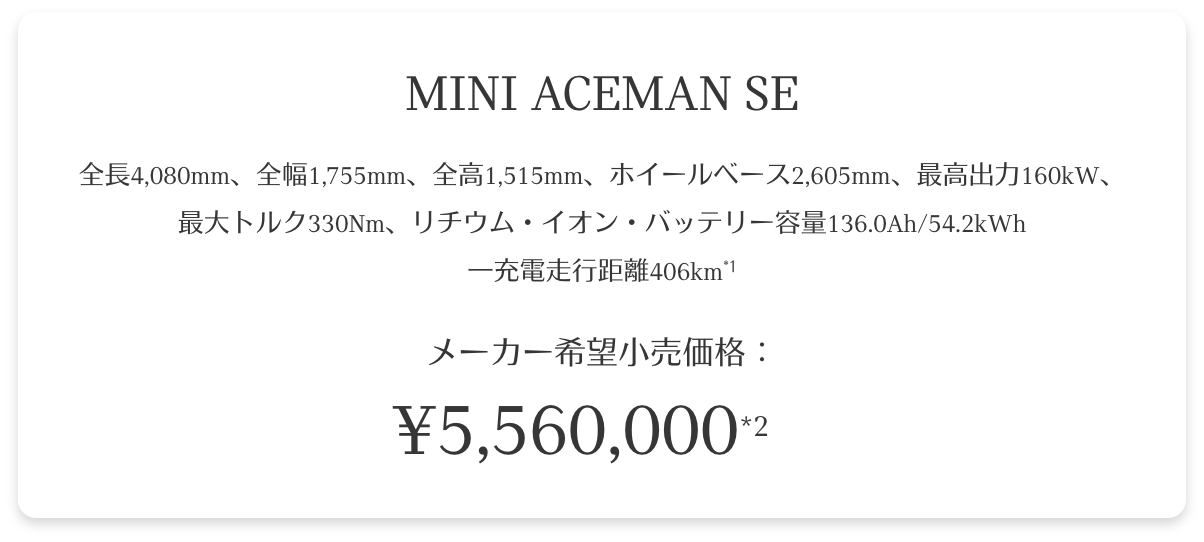 MINI ACEMAN SE
全長4,080mm、全幅1,755mm、全高1,515mm、ホイールベース2,605mm、最高出力160kW、
最大トルク330Nm、リチウム・イオン・バッテリー容量136.0Ah/54.2kWh
一充電走行距離406km*1
メーカー希望小売価格：
¥5,560,000*2